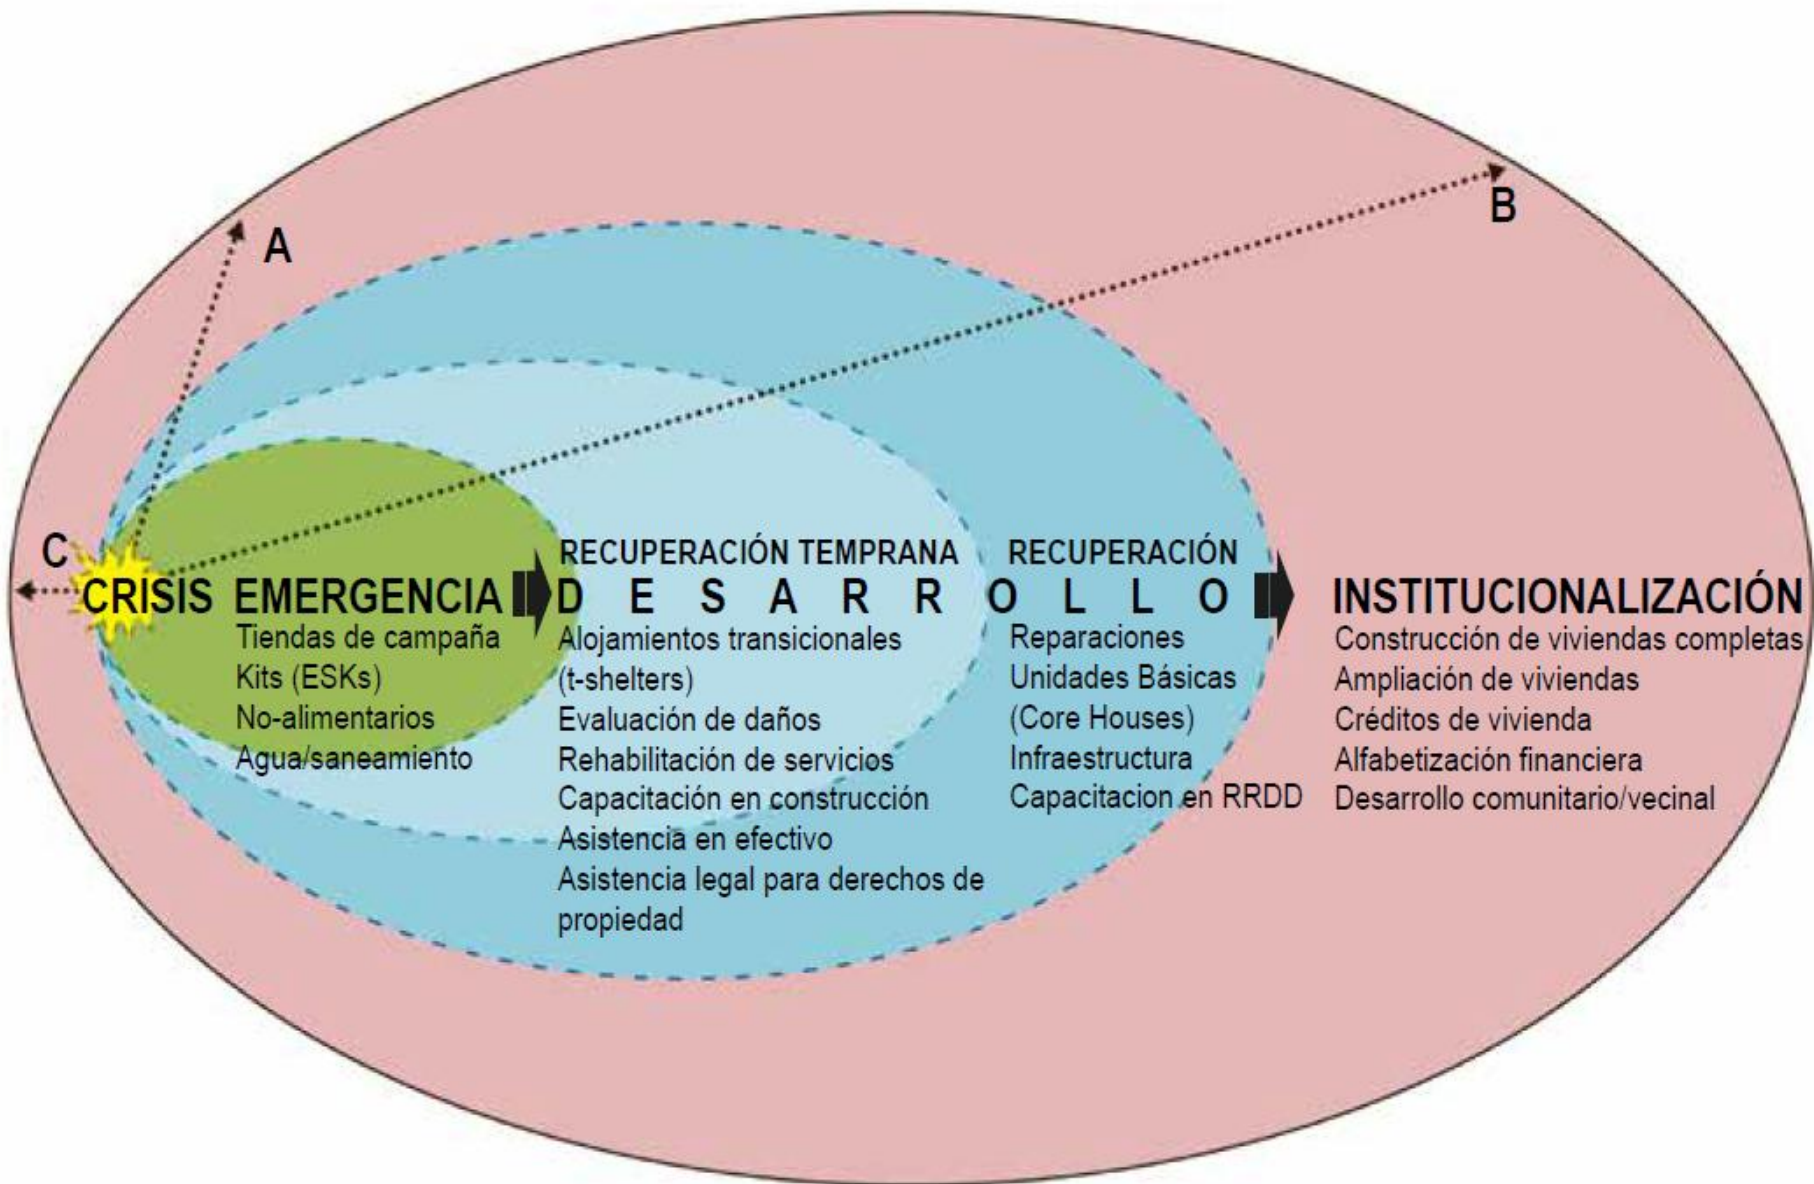 A
B
C
CRISIS
EMERGENCIA
Tiendas de campaña
Kits (ESKs)
No-alimentarios
Agua/saneamiento
RECUPERACIÓN TEMPRANA
RECUPERACIÓN
D E S A R R O L L O
Alojamientos transicionales
(t-shelters)
Evaluación de daños
Rehabilitación de servicios
Capacitación en construcción
Asistencia en efectivo
Asistencia legal para derechos de
propiedad
Reparaciones
Unidades Básicas
(Core Houses)
Infraestructura
Capacitacion en RRDD
INSTITUCIONALIZACIÓN
Construcción de viviendas completas
Ampliación de viviendas
Créditos de vivienda
Alfabetización financiera
Desarrollo comunitario/vecinal